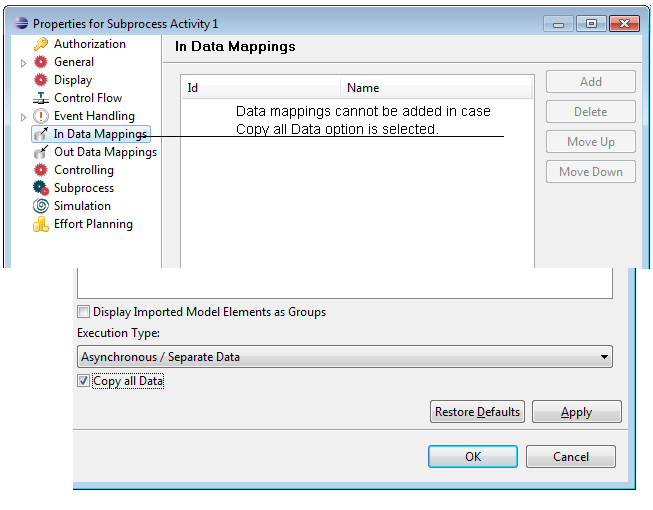 Properties for Subprocess Activity 1
Authorization
General
Display
Control Flow
Event Handling
In Data Mappings
Out Data Mappings
Controlling
Subprocess
Simulation
Effort Planning
In Data Mappings
Id Name
Data mappings cannot be added in case
Copy all Data option is selected.
Add
Delete
Move Up
Move Down
Display Imported Model Elements as Groups
Execution Type:
Asynchronous / Separate Data
Copy all Data
Restore Defaults Apply
OK Cancel